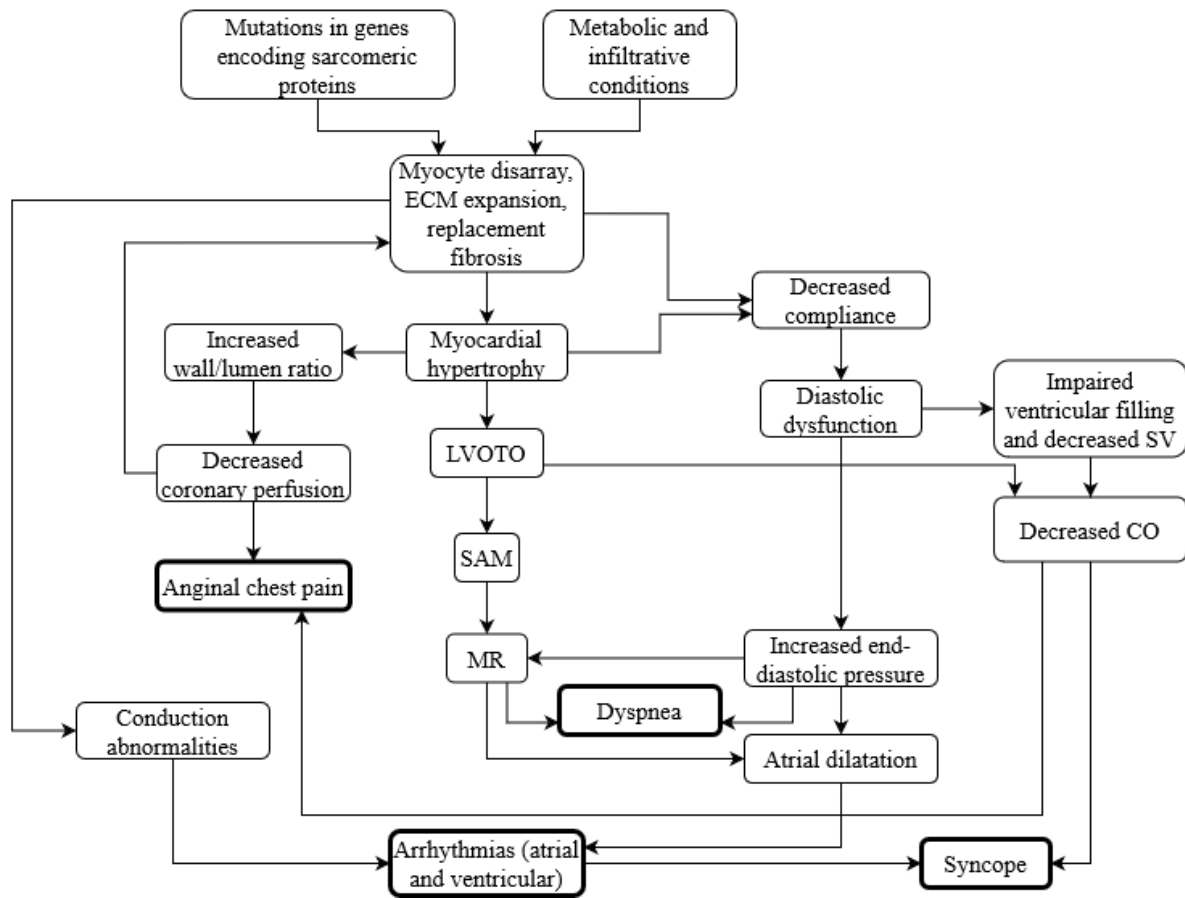 Mutations in genes
encoding sarcomeric
proteins
Metabolic and
infiltrative
conditions
Myocyte disarray,
ECM expansion,
replacement
fibrosis
Decreased
compliance
Increased
wall/lumen ratio
Myocardial
hypertrophy
Diastolic
dysfunction
Impaired
ventricular filling
and decreased SV
Decreased
coronary perfusion
LVOTO
Decreased CO
Anginal chest pain
SAM
MR
Increased end-
diastolic pressure
Dyspnea
Conduction
abnormalities
Atrial dilatation
Arrhythmias (atrial
and ventricular)
Syncope